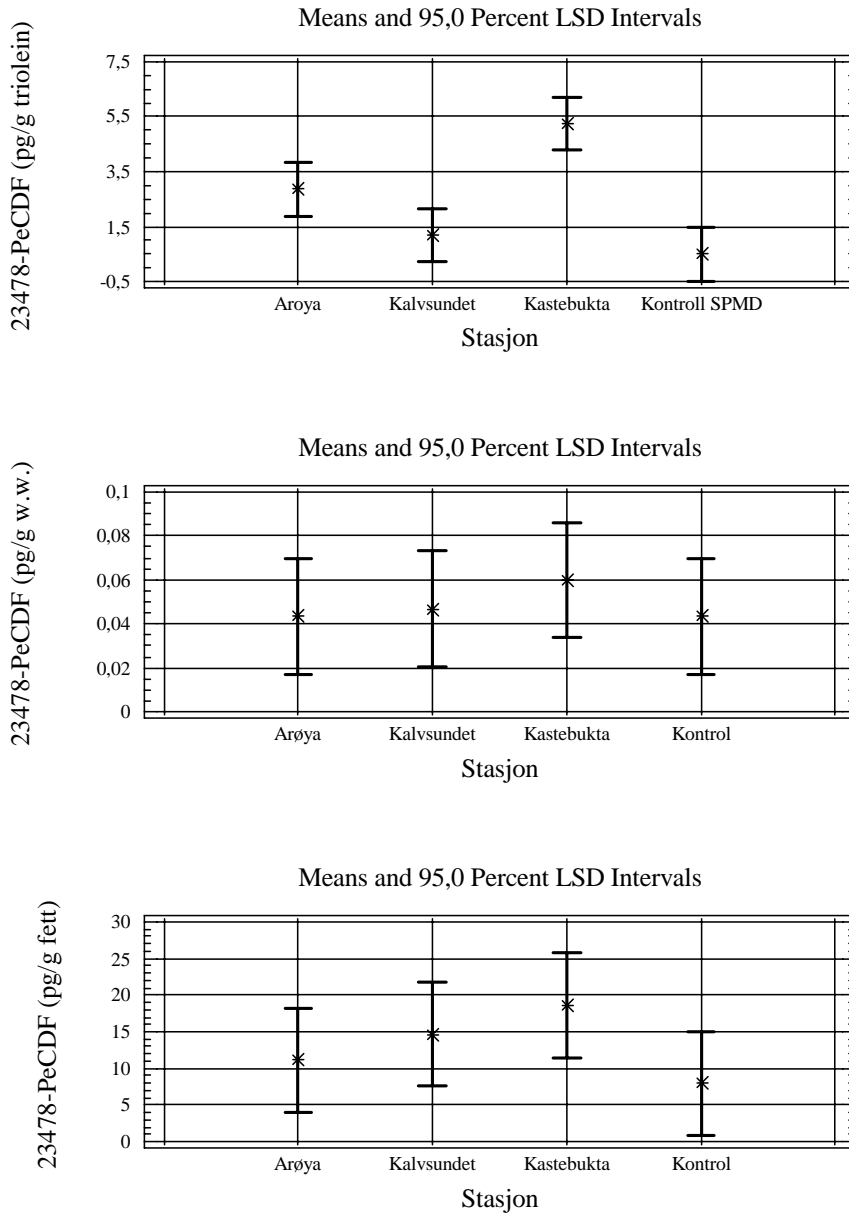 Means and 95,0 Percent LSD Intervals
23478-PeCDF (pg/g triolein)
7,5
5,5
3,5
1,5
-0,5
Aroya Kalvsundet Kastebukta Kontroll SPMD
Stasjon
Means and 95,0 Percent LSD Intervals
23478-PeCDF (pg/g w.w.)
0,1
0,08
0,06
0,04
0,02
0
Arøya Kalvsundet Kastebukta Kontrol
Stasjon
Means and 95,0 Percent LSD Intervals
23478-PeCDF (pg/g fett)
30
25
20
15
10
5
0
Arøya Kalvsundet Kastebukta Kontrol
Stasjon